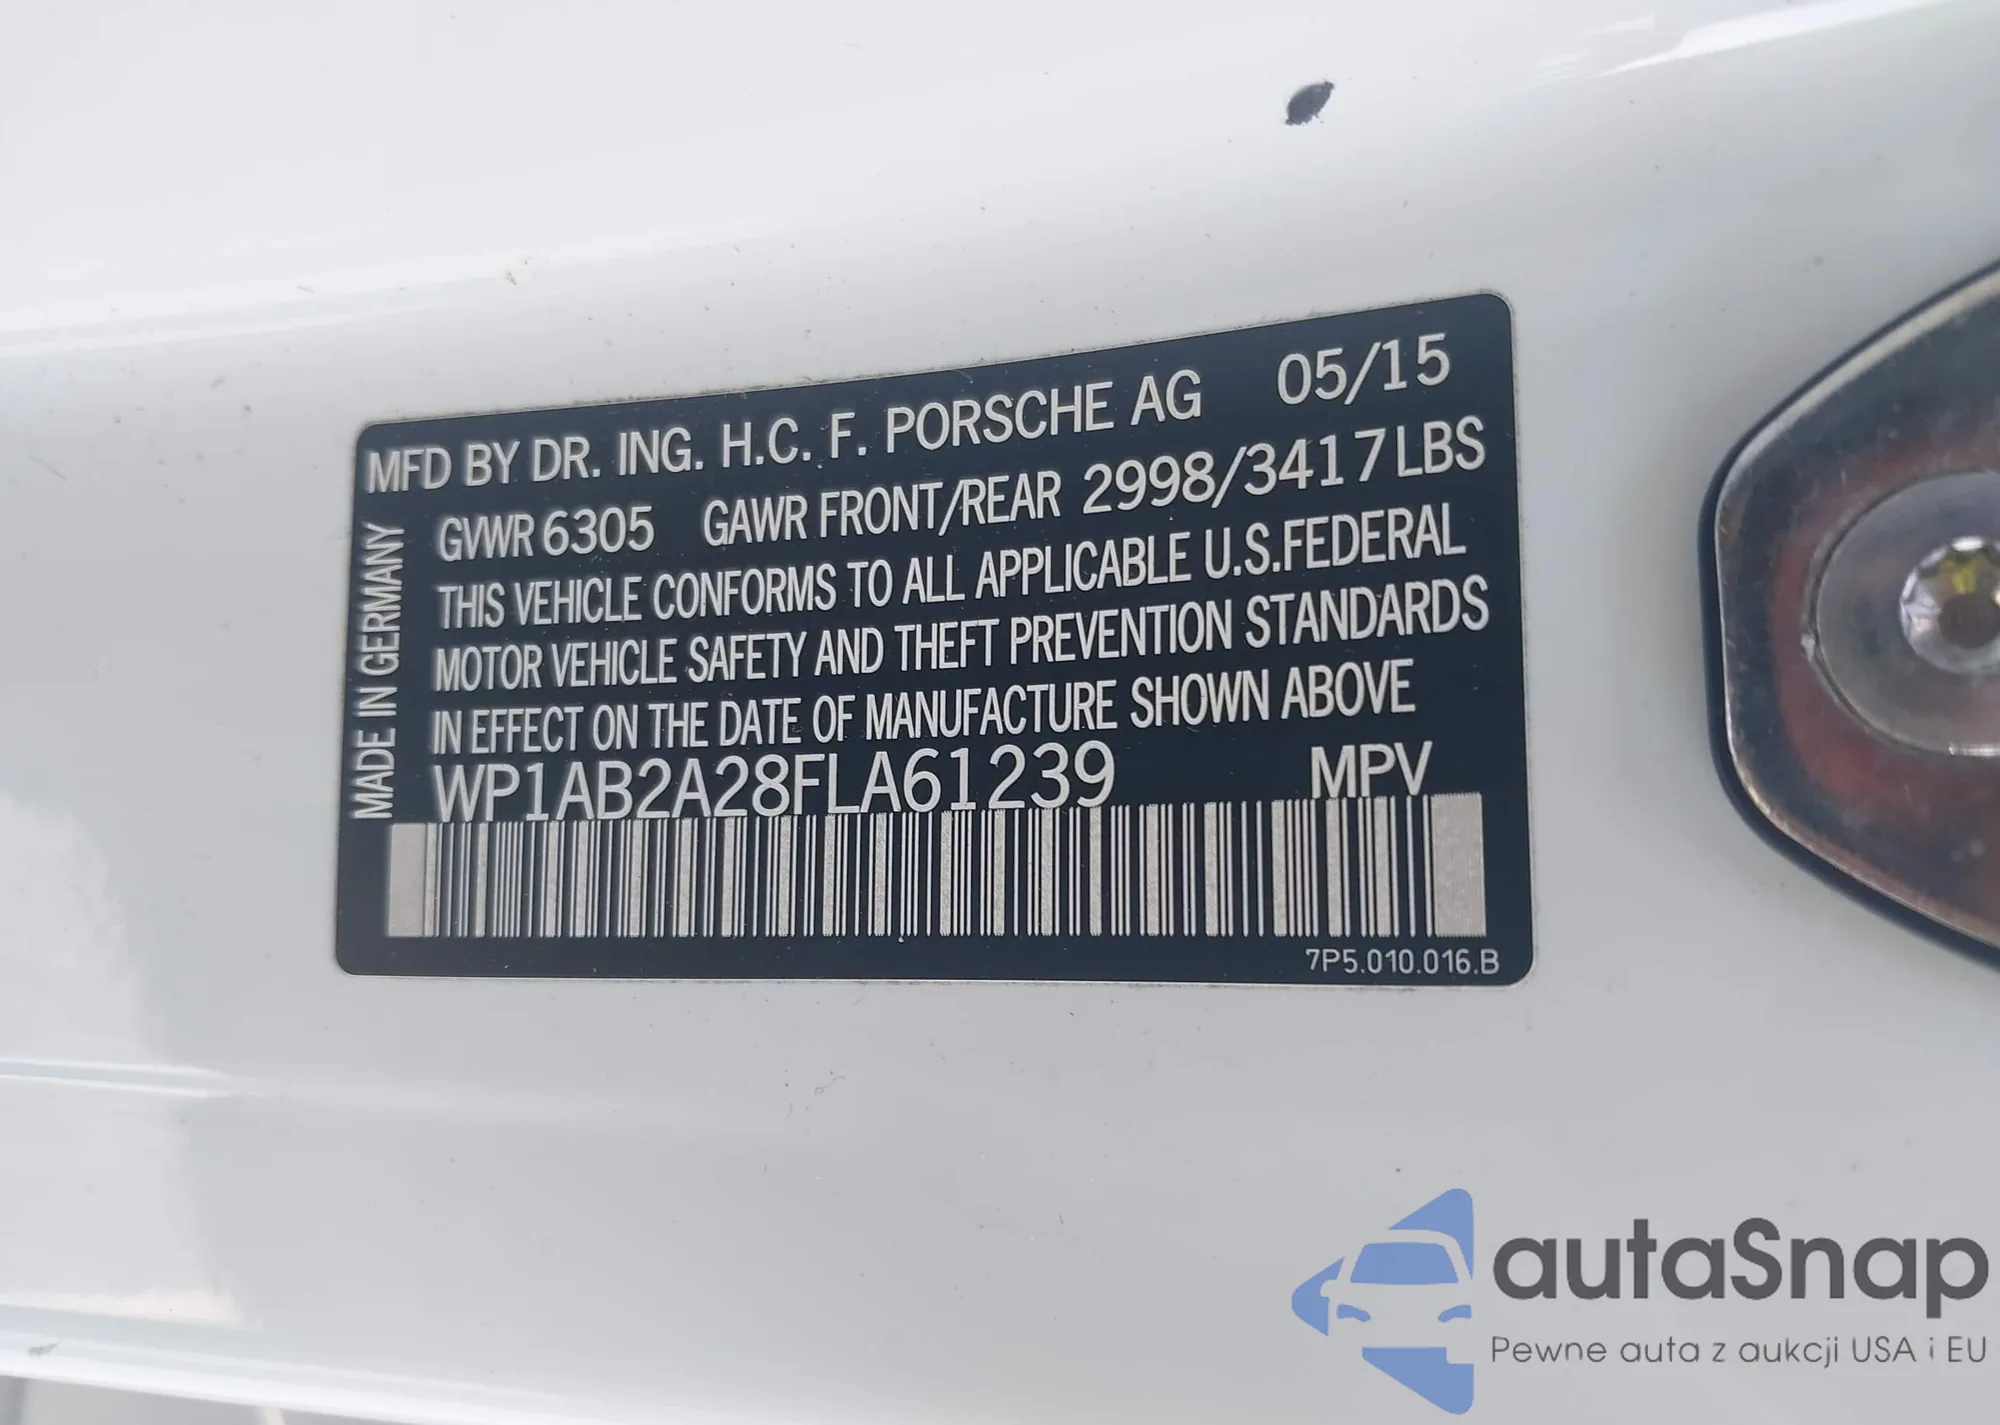 MFD BY DR. ING. H.C. F. PORSCHE AG 05/15
GVWR 6305 GAWR FRONT/REAR 2998/3417LBS
THIS VEHICLE CONFORMS TO ALL APPLICABLE U.S.FEDERAL
MOTOR VEHICLE SAFETY AND THEFT PREVENTION STANDARDS
IN EFFECT ON THE DATE OF MANUFACTURE SHOWN ABOVE
WP1AB2A28FLA61239 MPV
MADE IN GERMANY
7P5.010.016.B
autaSnap
Pewne auta z aukcji USA i EU